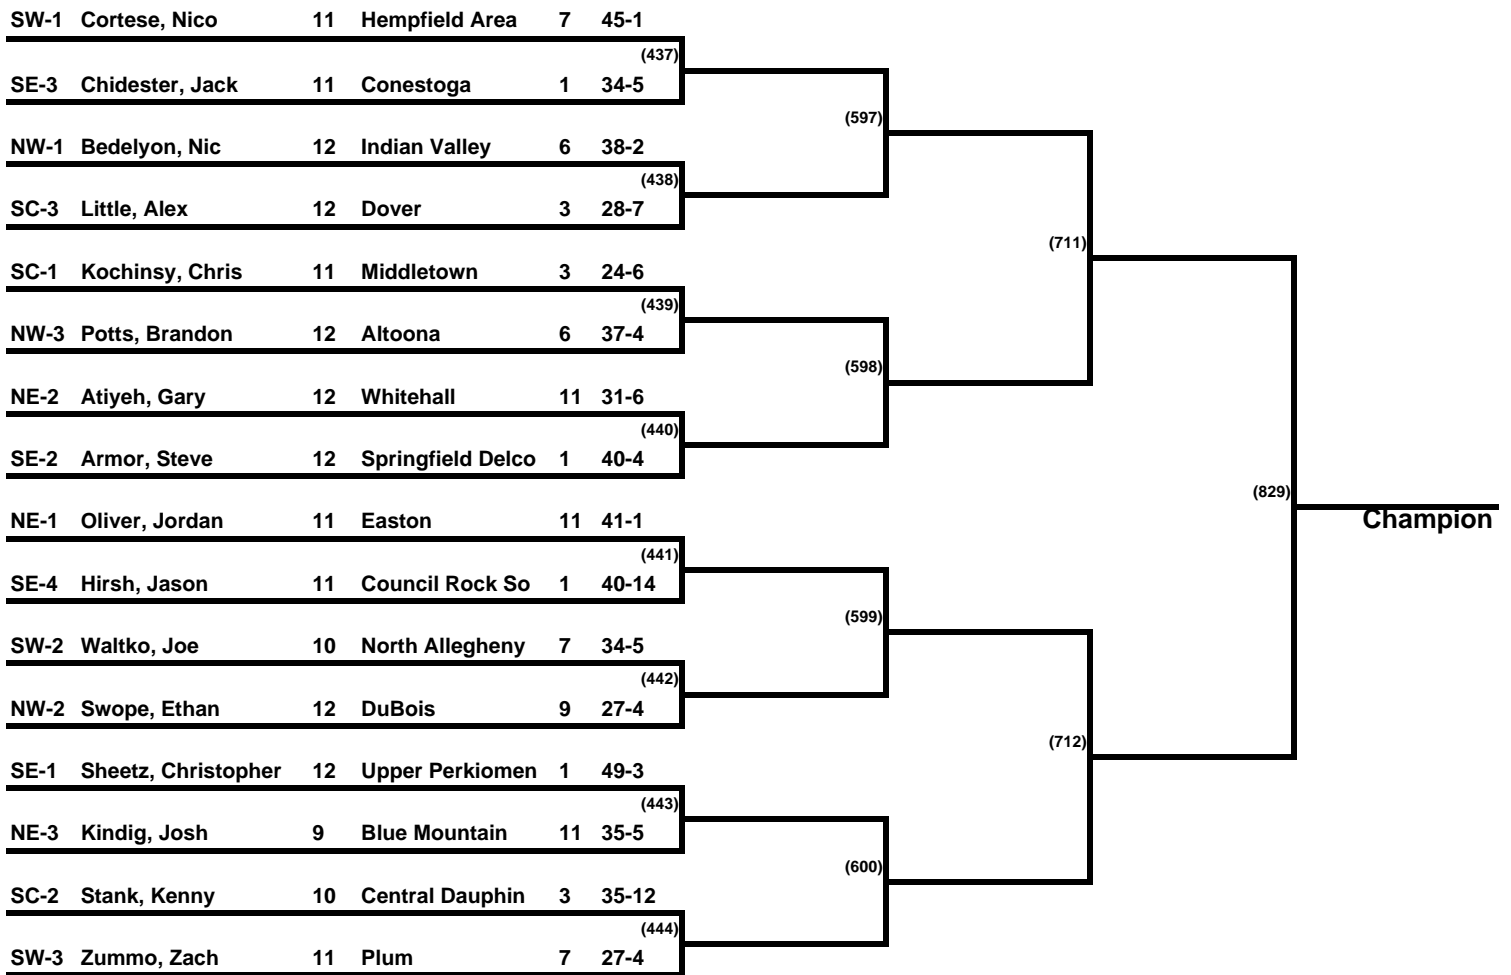 SW-1 Cortese, Nico 11 Hempfield Area 7 45-1
(437)
SE-3 Chidester, Jack 11 Conestoga 1 34-5
(597)
NW-1 Bedelyon, Nic 12 Indian Valley 6 38-2
(438)
SC-3 Little, Alex 12 Dover 3 28-7
(711)
SC-1 Kochinsy, Chris 11 Middletown 3 24-6
(439)
NW-3 Potts, Brandon 12 Altoona 6 37-4
(598)
NE-2 Atiyeh, Gary 12 Whitehall 11 31-6
(440)
SE-2 Armor, Steve 12 Springfield Delco 1 40-4
(829)
NE-1 Oliver, Jordan 11 Easton 11 41-1
Champion
(441)
SE-4 Hirsh, Jason 11 Council Rock So 1 40-14
(599)
SW-2 Waltko, Joe 10 North Allegheny 7 34-5
(442)
NW-2 Swope, Ethan 12 DuBois 9 27-4
(712)
SE-1 Sheetz, Christopher 12 Upper Perkiomen 1 49-3
(443)
NE-3 Kindig, Josh 9 Blue Mountain 11 35-5
(600)
SC-2 Stank, Kenny 10 Central Dauphin 3 35-12
(444)
SW-3 Zummo, Zach 11 Plum 7 27-4